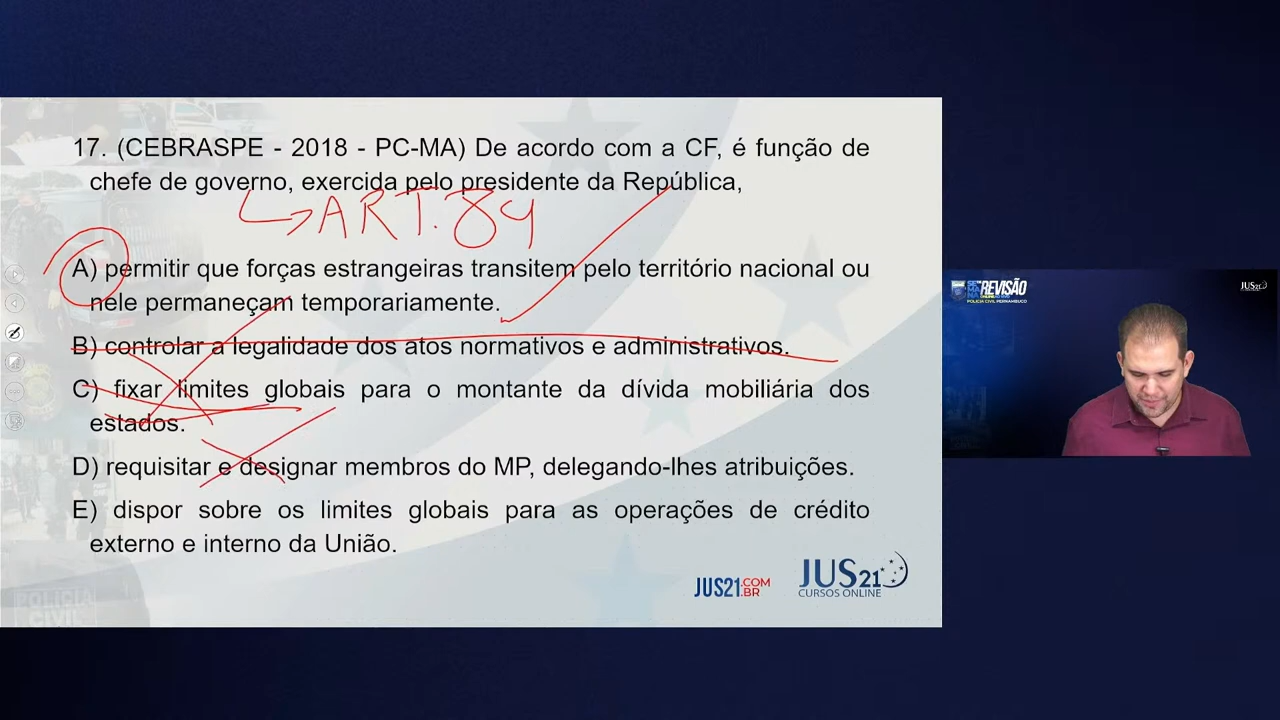 17. (CEBRASPE - 2018 - PC-MA) De acordo com a CF, é função de
chefe de governo, exercida pelo presidente da República,
ART. 84
A) permitir que forças estrangeiras transitem pelo território nacional ou
nele permaneçam temporariamente.
B) controlar a legalidade dos atos normativos e administrativos.
C) fixar limites globais para o montante da dívida mobiliária dos
estados.
D) requisitar e designar membros do MP, delegando-lhes atribuições.
E) dispor sobre os limites globais para as operações de crédito
externo e interno da União.
JUS21.COM.BR
JUS21
CURSOS ONLINE
POLÍCIA
CIVIL
SEMANA
REVISÃO
POLÍCIA CIVIL PERNAMBUCO
JUS21